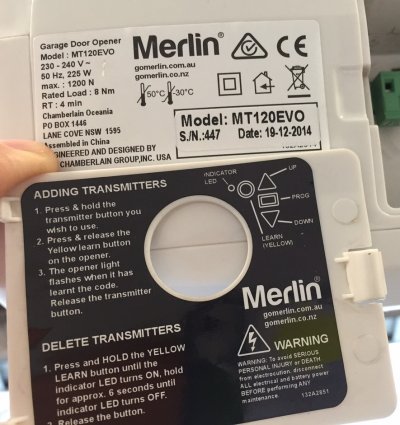 Garage Door Opener
Model : MT120EVO
230 - 240 V ~
50 Hz, 225 W
max. : 1200 N
Rated Load : 8 Nm
RT : 4 min
Chamberlain Oceania
PO BOX 1446
LANE COVE NSW 1595
Assembled in China
ENGINEERED AND DESIGNED BY
CHAMBERLAIN GROUP,INC. USA
Merlin®
gomerlin.com.au
gomerlin.co.nz
CE
50°C
30°C
Model: MT120EVO
S./N.:447 Date: 19-12-2014
ADDING TRANSMITTERS
1. Press & hold the
transmitter button you
wish to use.
2. Press & release the
Yellow learn button
on the opener.
3. The opener light
flashes when it has
learnt the code.
Release the transmitter
button.
INDICATOR
LED
UP
PROG
DOWN
LEARN
(YELLOW)
Merlin®
gomerlin.com.au
gomerlin.co.nz
DELETE TRANSMITTERS
1. Press and HOLD the YELLOW
LEARN button until the
indicator LED turns ON, hold
for approx. 6 seconds until
indicator LED turns OFF.
2. Release the button.
WARNING
WARNING: To avoid SERIOUS
PERSONAL INJURY or DEATH
from electrocution, disconnect
ALL electrical and battery power
BEFORE performing ANY
maintenance.
132A2851